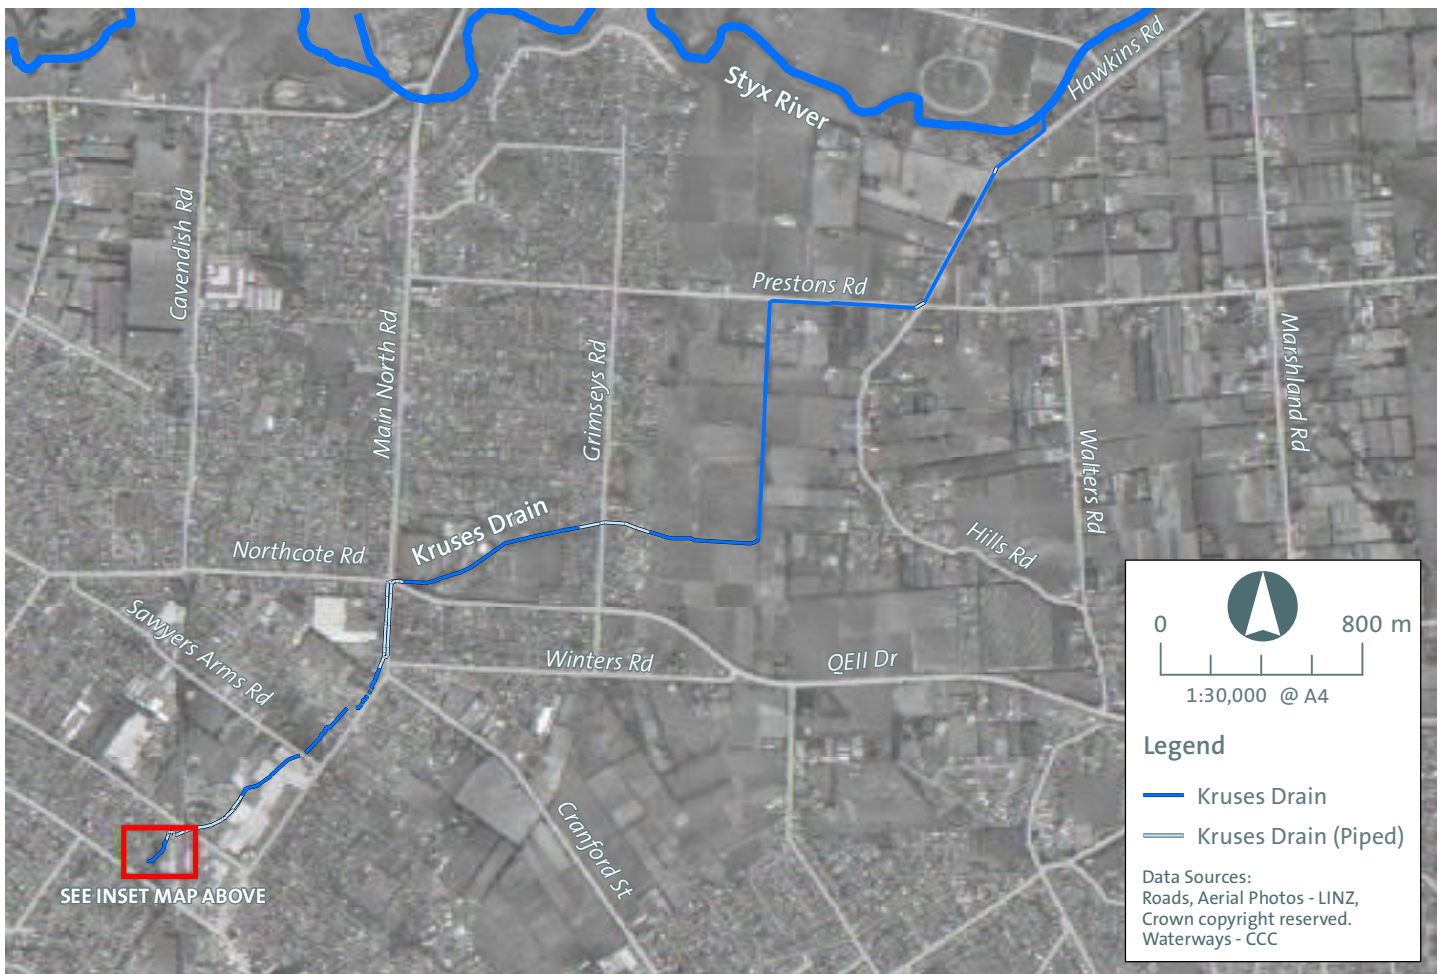 Hawkins Rd
Styx River
Cavendish Rd
Prestons Rd
Main North Rd
Grimseys Rd
Marshland Rd
Walters Rd
Kruses Drain
Northcote Rd
Hills Rd
Sawyers Arms Rd
Winters Rd
QEII Dr
Cranford St
SEE INSET MAP ABOVE
0 800 m
1:30,000 @ A4
Legend
Kruses Drain
Kruses Drain (Piped)
Data Sources:
Roads, Aerial Photos - LINZ,
Crown copyright reserved.
Waterways - CCC